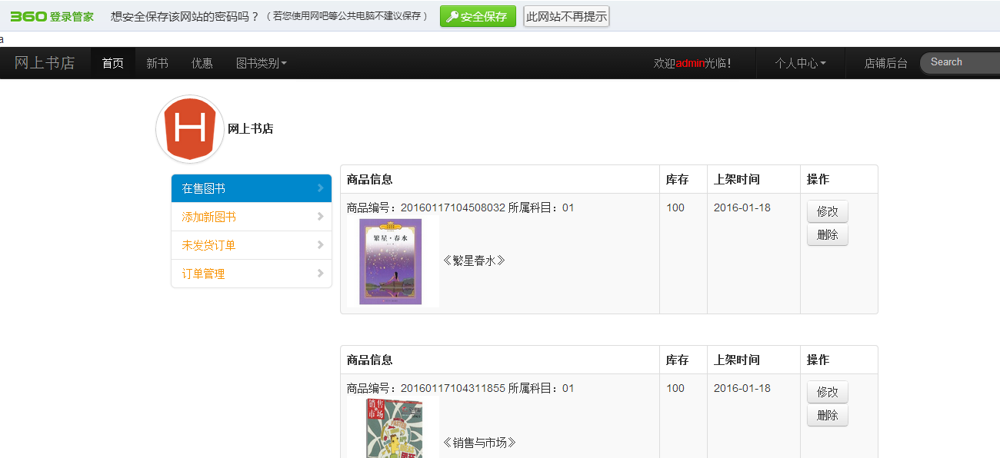 360 登录管家 想安全保存该网站的密码吗？（若您使用网吧等公共电脑不建议保存） 安全保存 此网站不再提示
a
网上书店 首页 新书 优惠 图书类别 欢迎admin光临! 个人中心 店铺后台 Search
H 网上书店
在售图书
添加新图书
未发货订单
订单管理
商品信息 库存 上架时间 操作
商品编号：20160117104508032 所属科目：01 100 2016-01-18 修改
删除
繁星·春水
《繁星春水》
商品信息 库存 上架时间 操作
商品编号：20160117104311855 所属科目：01 100 2016-01-18 修改
删除
销售与市场
《销售与市场》